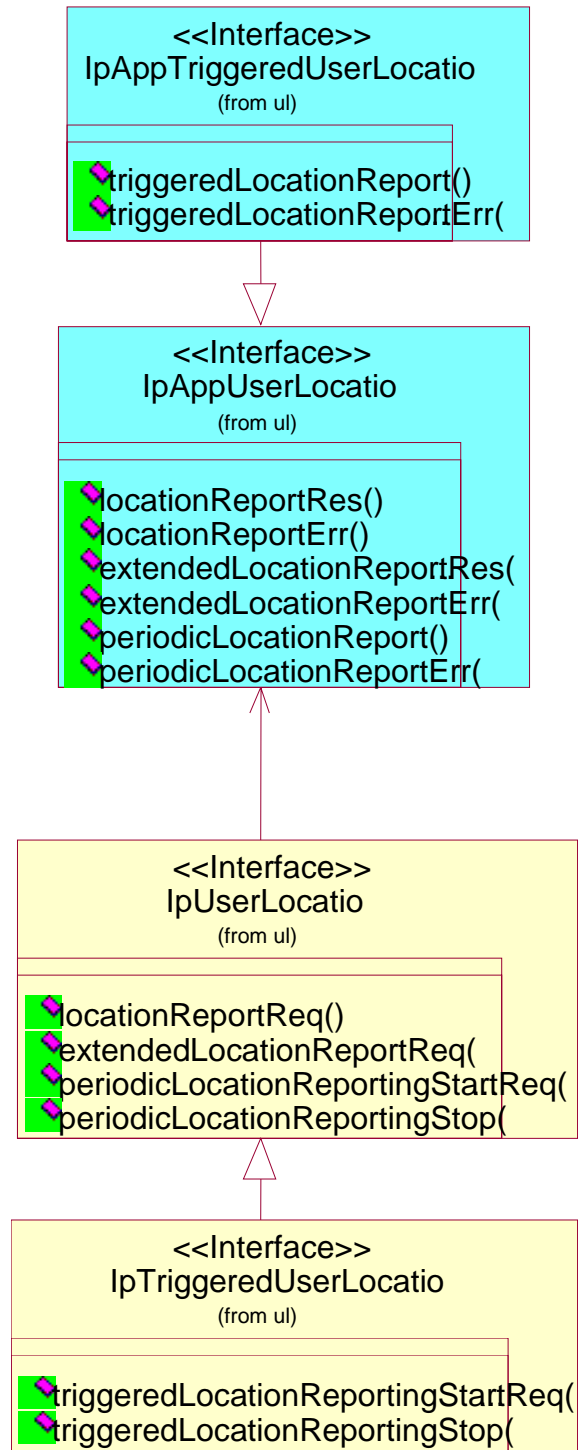 <<Interface>>
IpAppTriggeredUserLocatio
(from ul)
triggeredLocationReport()
triggeredLocationReportErr(
<<Interface>>
IpAppUserLocatio
(from ul)
locationReportRes()
locationReportErr()
extendedLocationReportRes(
extendedLocationReportErr(
periodicLocationReport()
periodicLocationReportErr(
<<Interface>>
IpUserLocatio
(from ul)
locationReportReq()
extendedLocationReportReq(
periodicLocationReportingStartReq(
periodicLocationReportingStop(
<<Interface>>
IpTriggeredUserLocatio
(from ul)
triggeredLocationReportingStartReq(
triggeredLocationReportingStop(